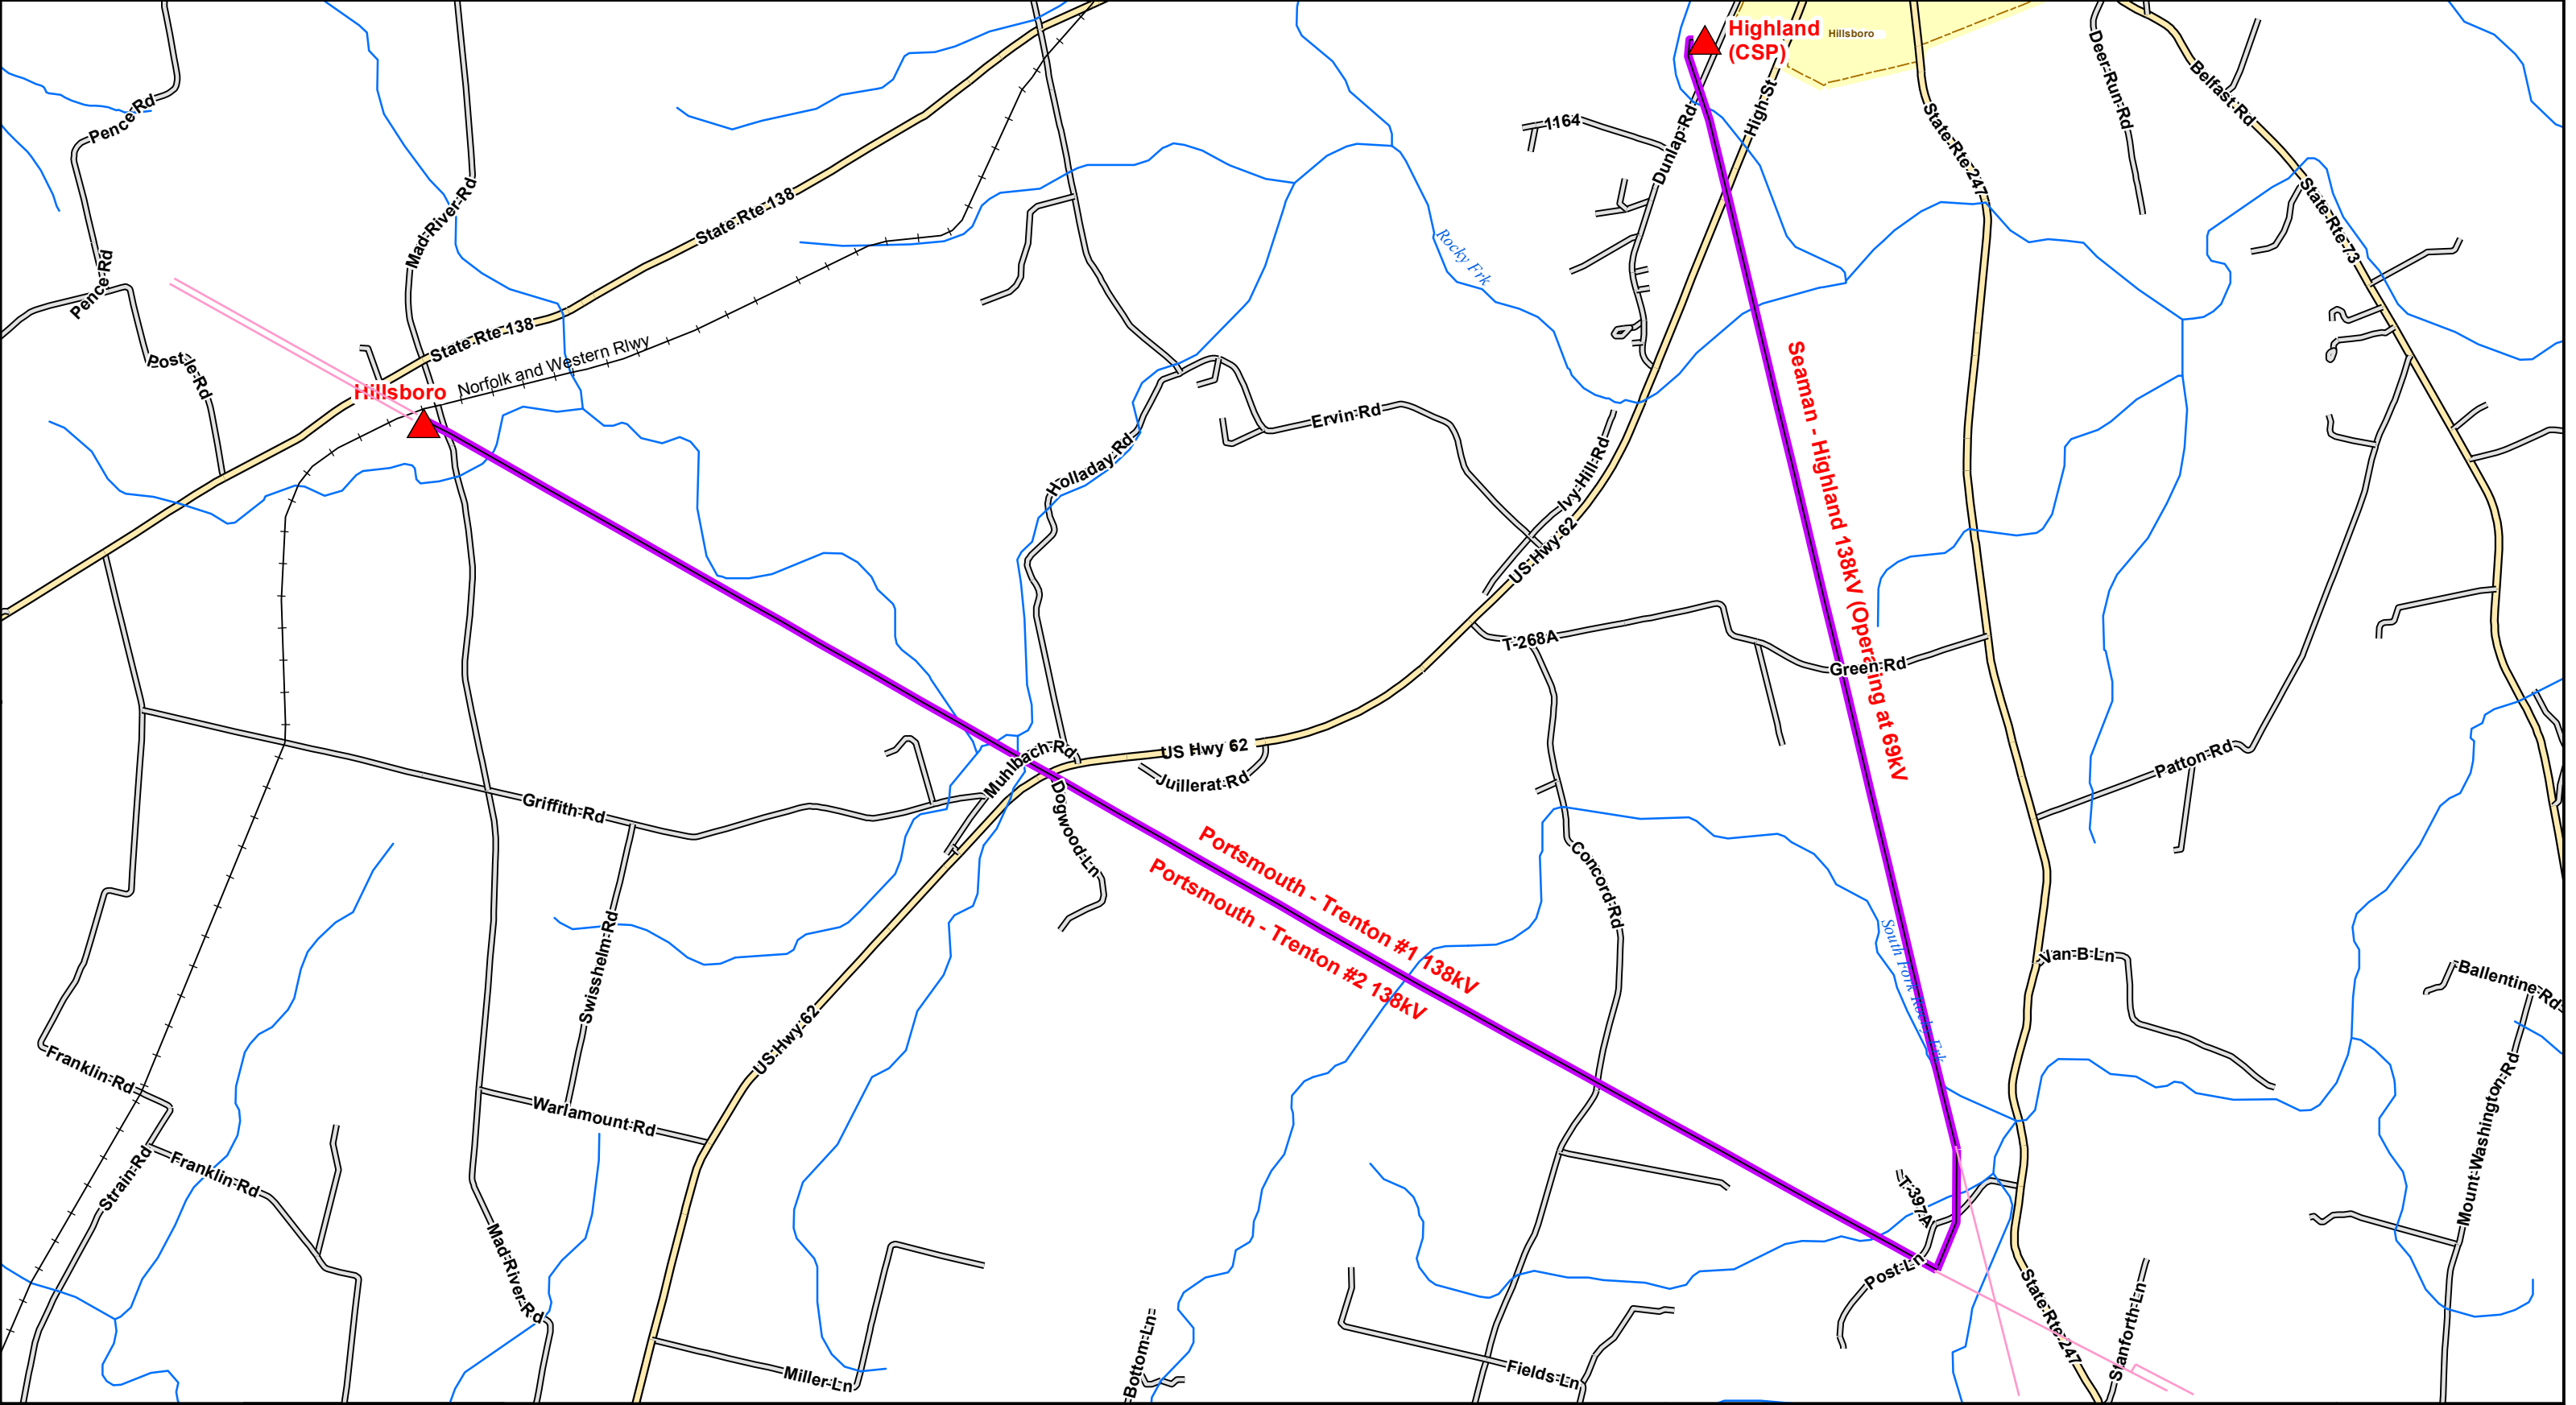 Highland
(CSP)
Hillsboro
Deer-Run-Rd
Belfast-Rd
Pence-Rd
1164
Dunlap-Rd
High-St
State-Rte-247
State-Rte-73
Mad-River-Rd
State-Rte-138
Rocky Frk
Pence-Rd
State-Rte-138
Norfolk and Western Rlwy
Post-le-Rd
Hillsboro
Ervin-Rd
Holladay-Rd
Ivy-Hill-Rd
US-Hwy-62
Seaman - Highland 138kV (Operating at 69kV
T-268A
Green-Rd
Muhlbach-Rd
US Hwy 62
Juillerat-Rd
Patton-Rd
Griffith-Rd
Dogwood-Ln
Portsmouth - Trenton #1 138kV
Portsmouth - Trenton #2 138kV
Concord-Rd
Swisshelm-Rd
South Fork Rocky Frk
Van-B-Ln
Ballentine-Rd
US-Hwy-62
Franklin-Rd
Warlamount-Rd
Mount-Washington-Rd
Strain-Rd
Franklin-Rd
T-397A
Mad-River-Rd
Post-Ln
State-Rte-247
Stanforth-Ln
Miller-Ln
Bottom-Ln
Fields-Ln